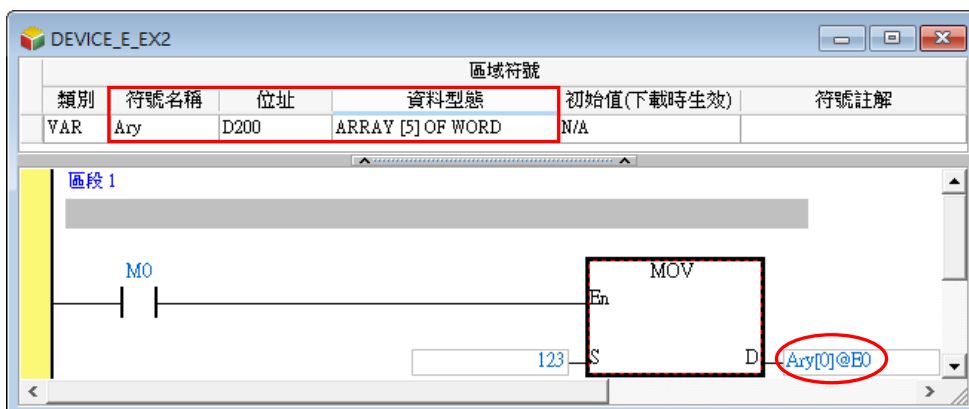 DEVICE_E_EX2
區域符號
類別 符號名稱 位址 資料型態 初始值(下載時生效) 符號註解
VAR Ary D200 ARRAY [5] OF WORD N/A
區段 1
M0 MOV
En
123 S D Ary[0]@E0